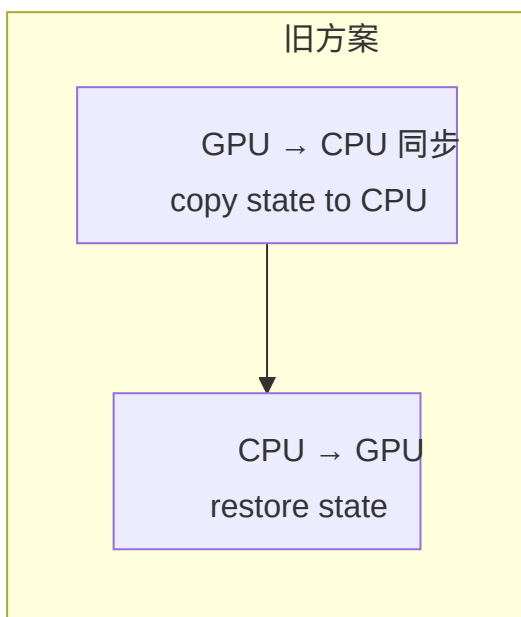 旧方案
GPU → CPU 同步
copy state to CPU
CPU → GPU
restore state